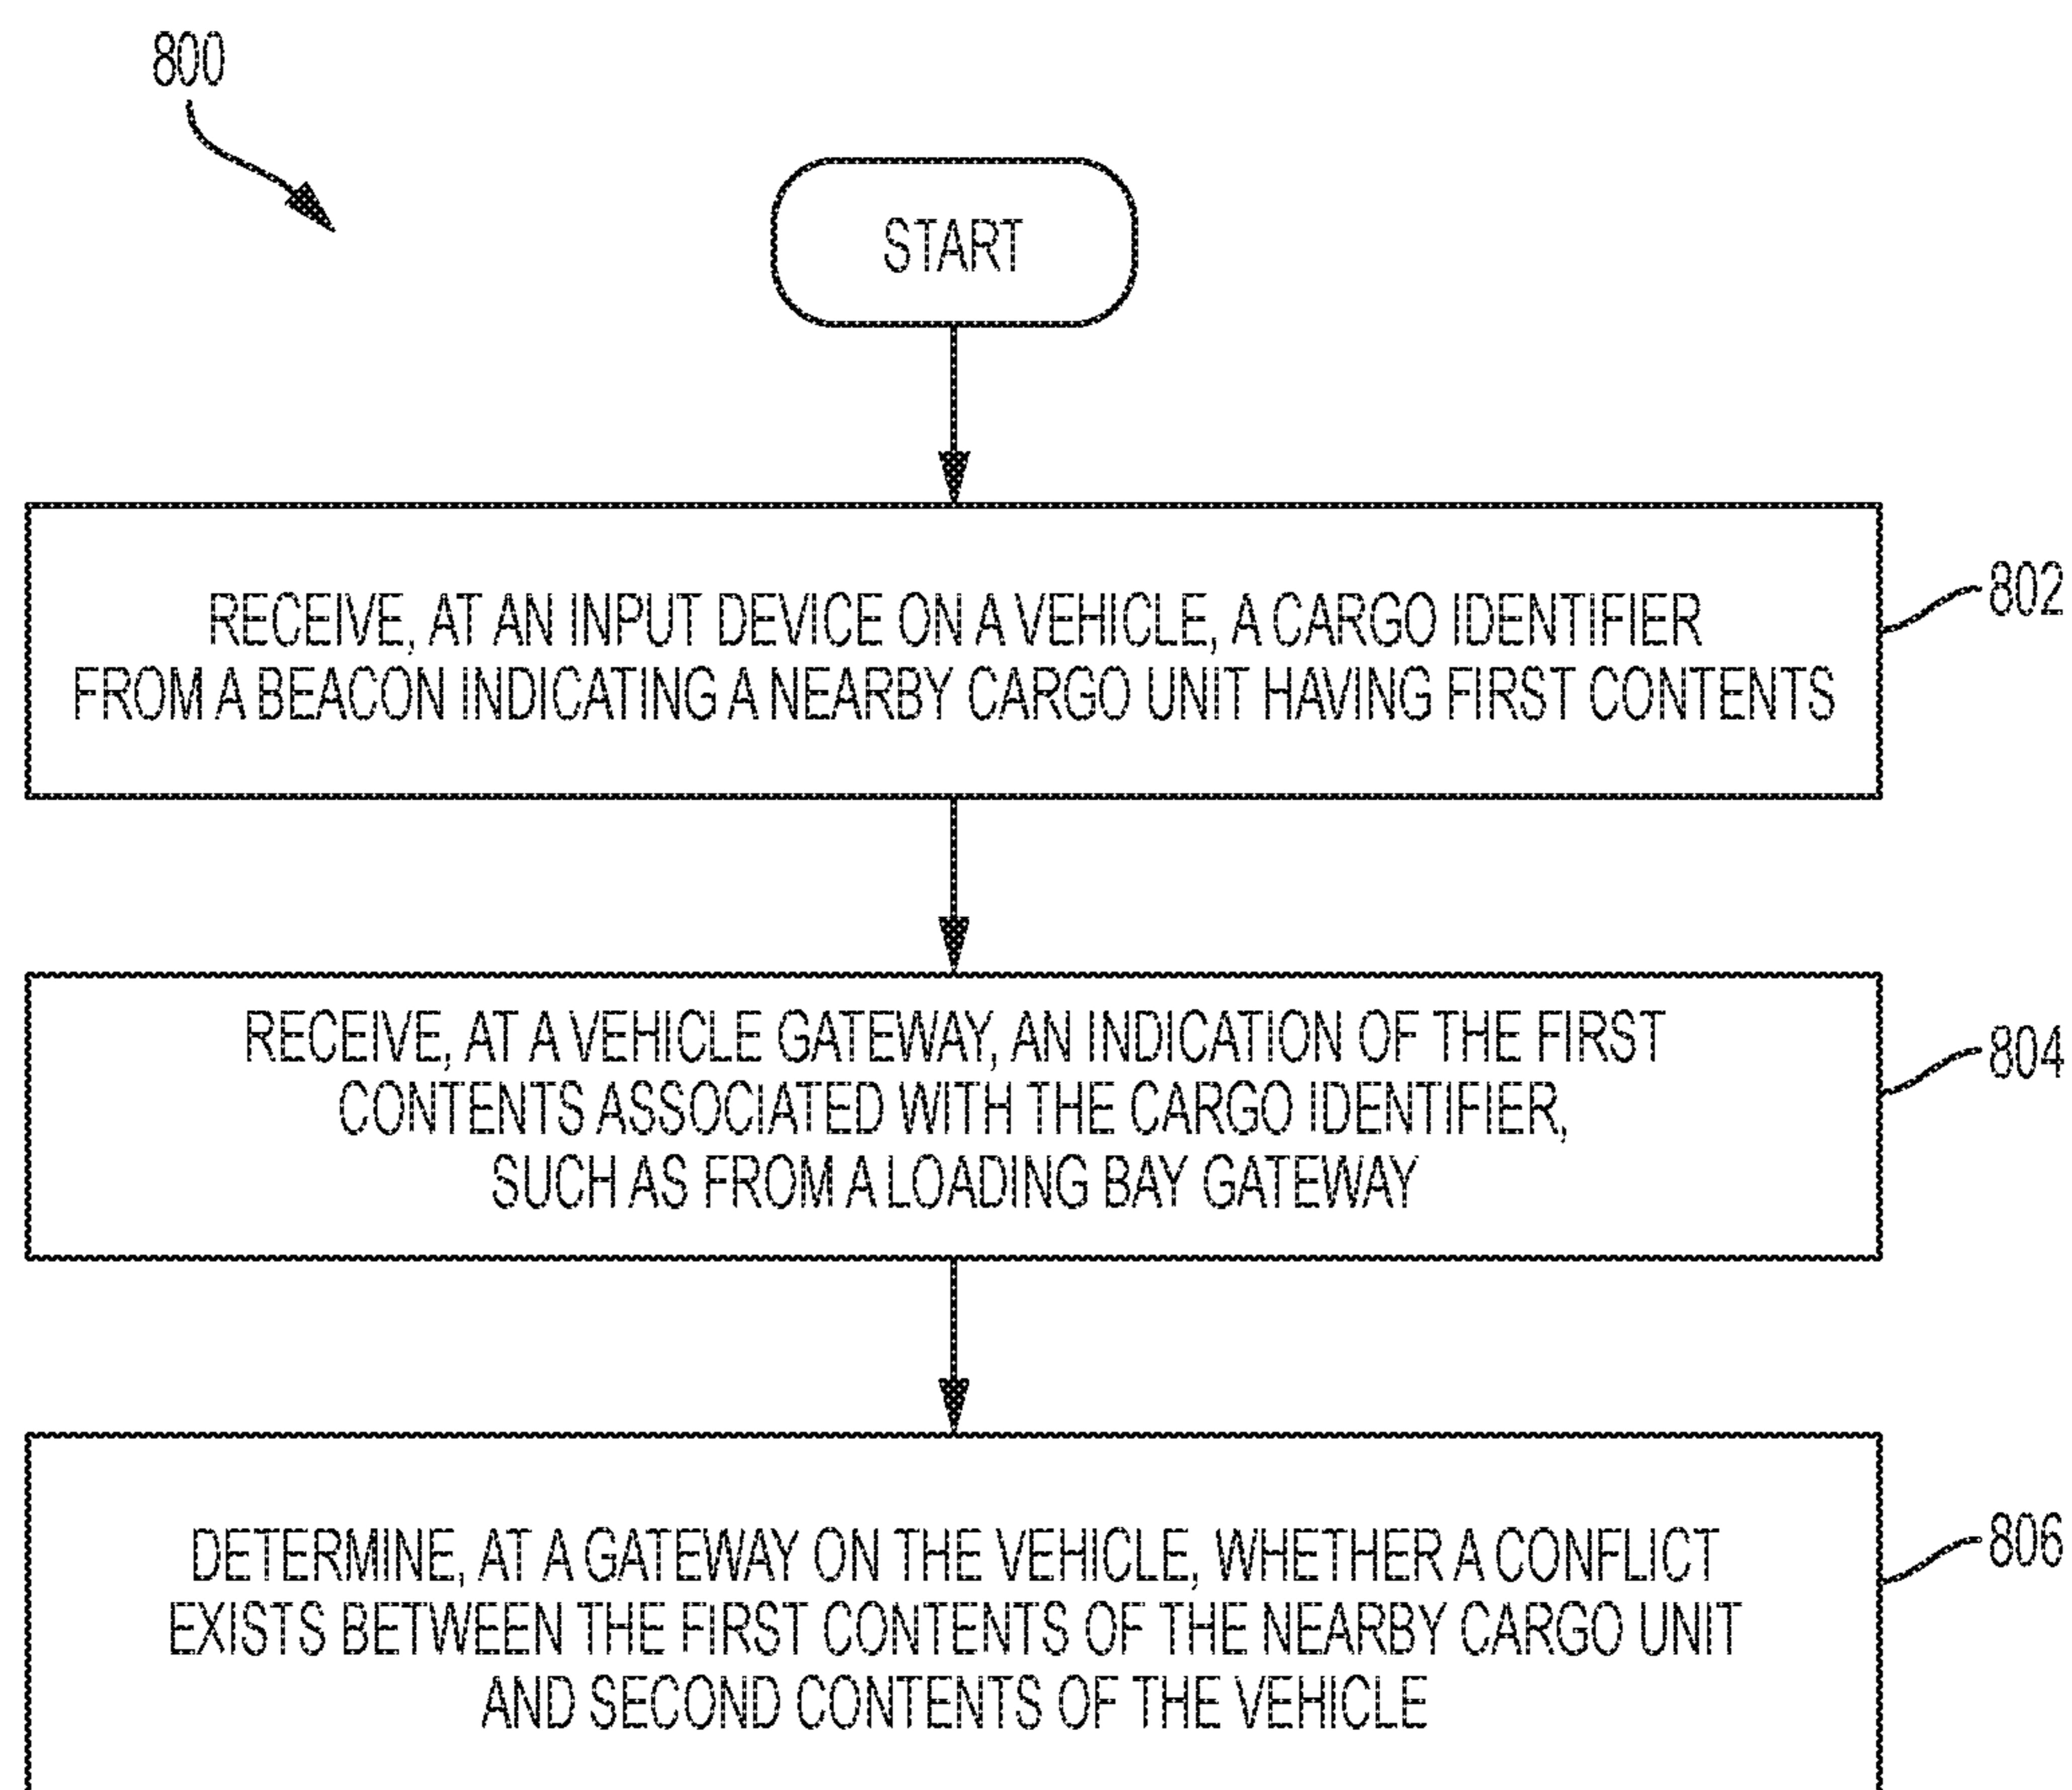 800
START
RECEIVE, AT AN INPUT DEVICE ON A VEHICLE, A CARGO IDENTIFIER
FROM A BEACON INDICATING A NEARBY CARGO UNIT HAVING FIRST CONTENTS
802
RECEIVE, AT A VEHICLE GATEWAY, AN INDICATION OF THE FIRST
CONTENTS ASSOCIATED WITH THE CARGO IDENTIFIER,
SUCH AS FROM A LOADING BAY GATEWAY
804
DETERMINE, AT A GATEWAY ON THE VEHICLE, WHETHER A CONFLICT
EXISTS BETWEEN THE FIRST CONTENTS OF THE NEARBY CARGO UNIT
AND SECOND CONTENTS OF THE VEHICLE
806